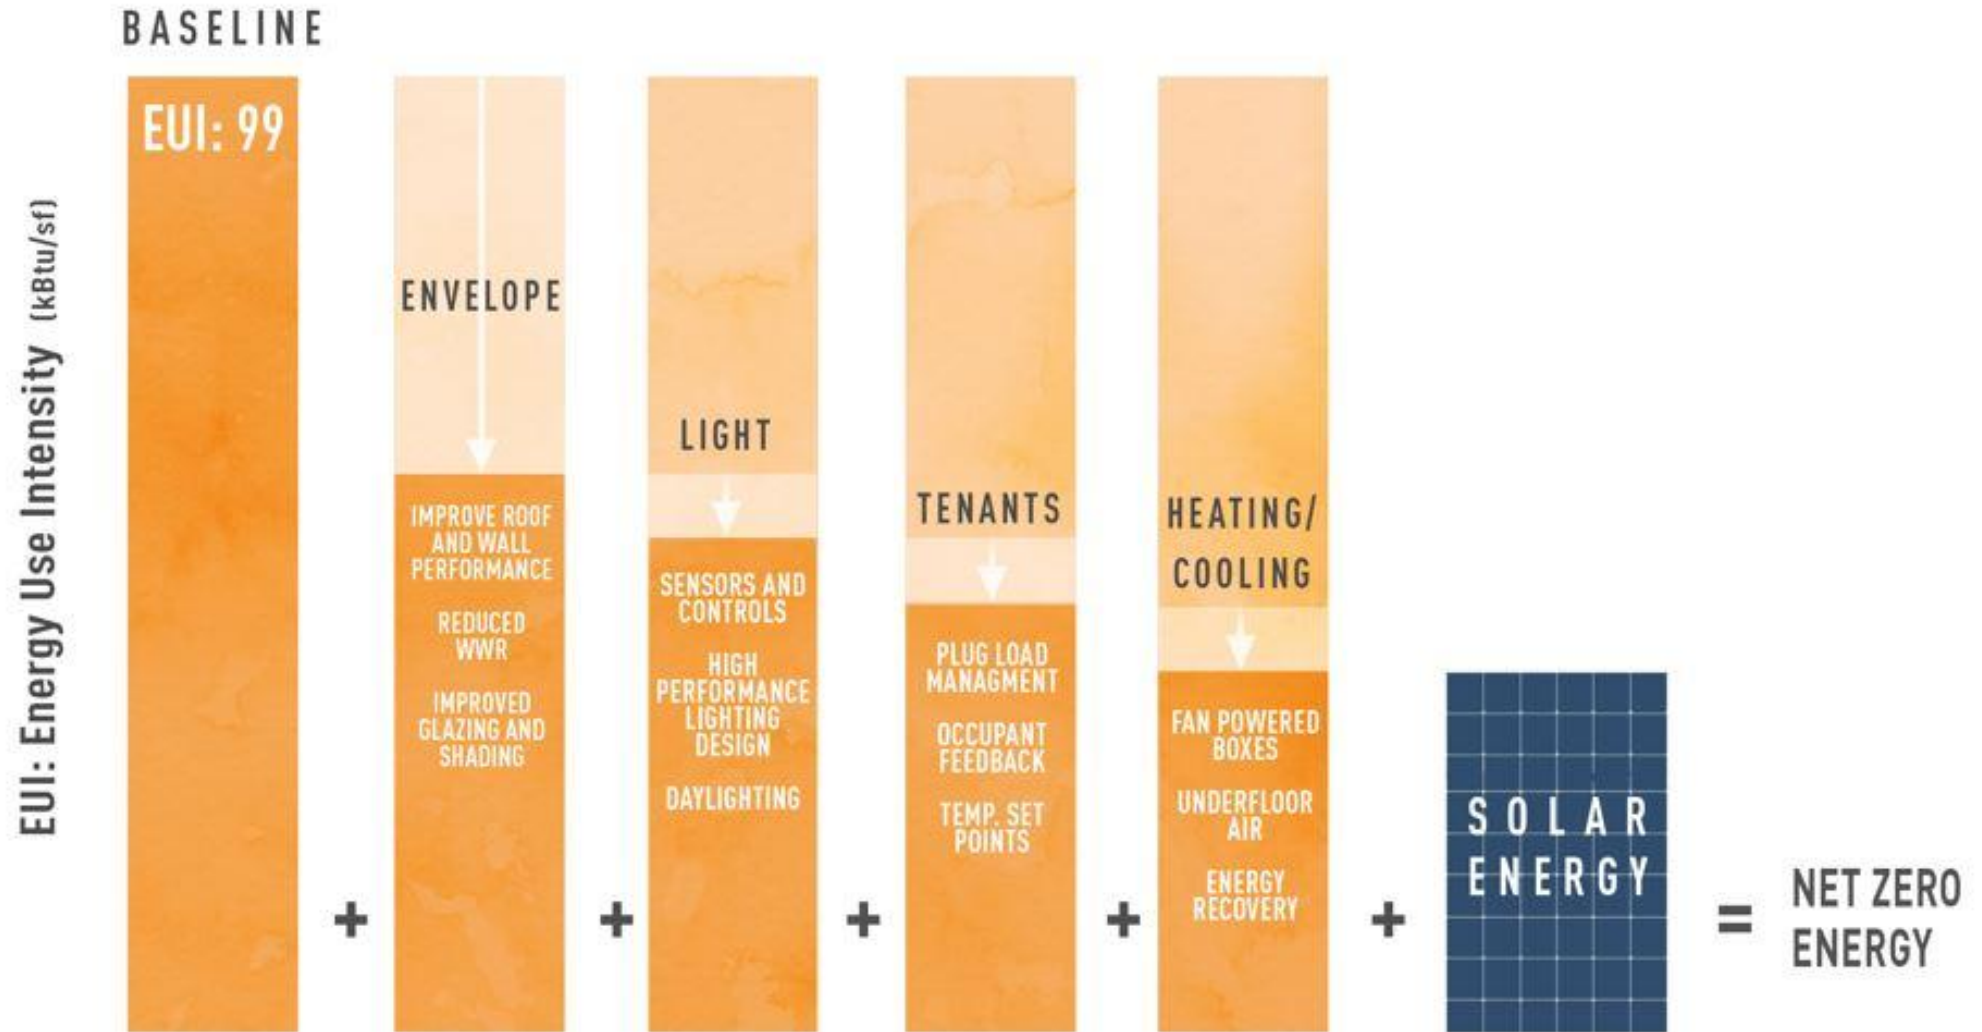 BASELINE
EUI: Energy Use Intensity (kBtu/sf)
EUI: 99
ENVELOPE
IMPROVE ROOF
AND WALL
PERFORMANCE
REDUCED
WWR
IMPROVED
GLAZING AND
SHADING
LIGHT
SENSORS AND
CONTROLS
HIGH
PERFORMANCE
LIGHTING
DESIGN
DAYLIGHTING
TENANTS
PLUG LOAD
MANAGMENT
OCCUPANT
FEEDBACK
TEMP. SET
POINTS
HEATING/
COOLING
FAN POWERED
BOXES
UNDERFLOOR
AIR
ENERGY
RECOVERY
SOLAR
ENERGY
+ + + + + =
NET ZERO
ENERGY